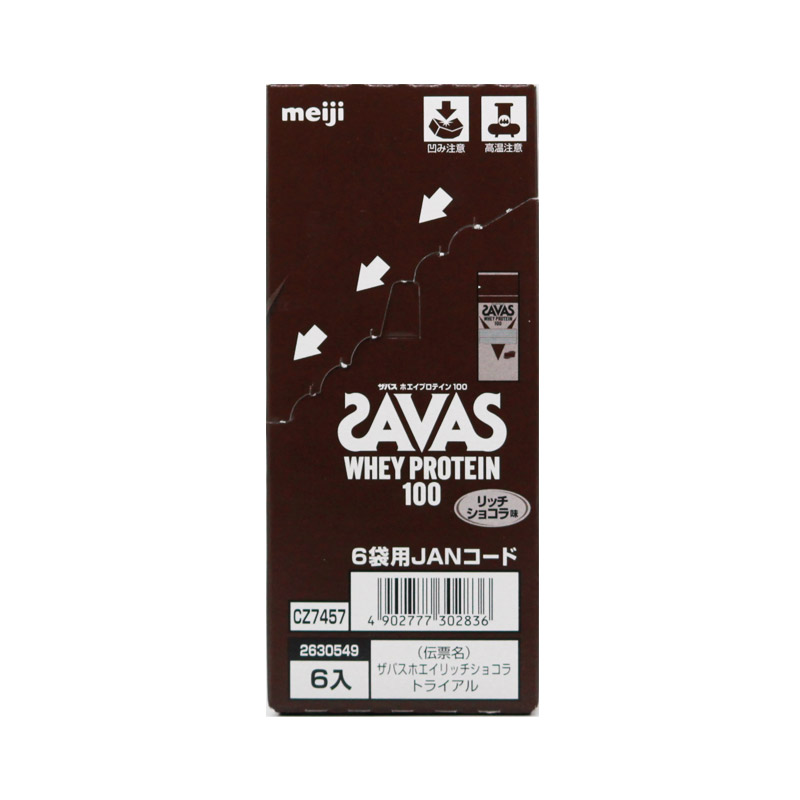 meiji
凹み注意
高温注意
SAVAS
WHEY PROTEIN
100
ザバス ホエイプロテイン100
SAVAS
WHEY PROTEIN
100
リッチ
ショコラ味
6袋用JANコード
CZ7457
4 902777 302836
2630549
6入
(伝票名)
ザバスホエイリッチショコラ
トライアル